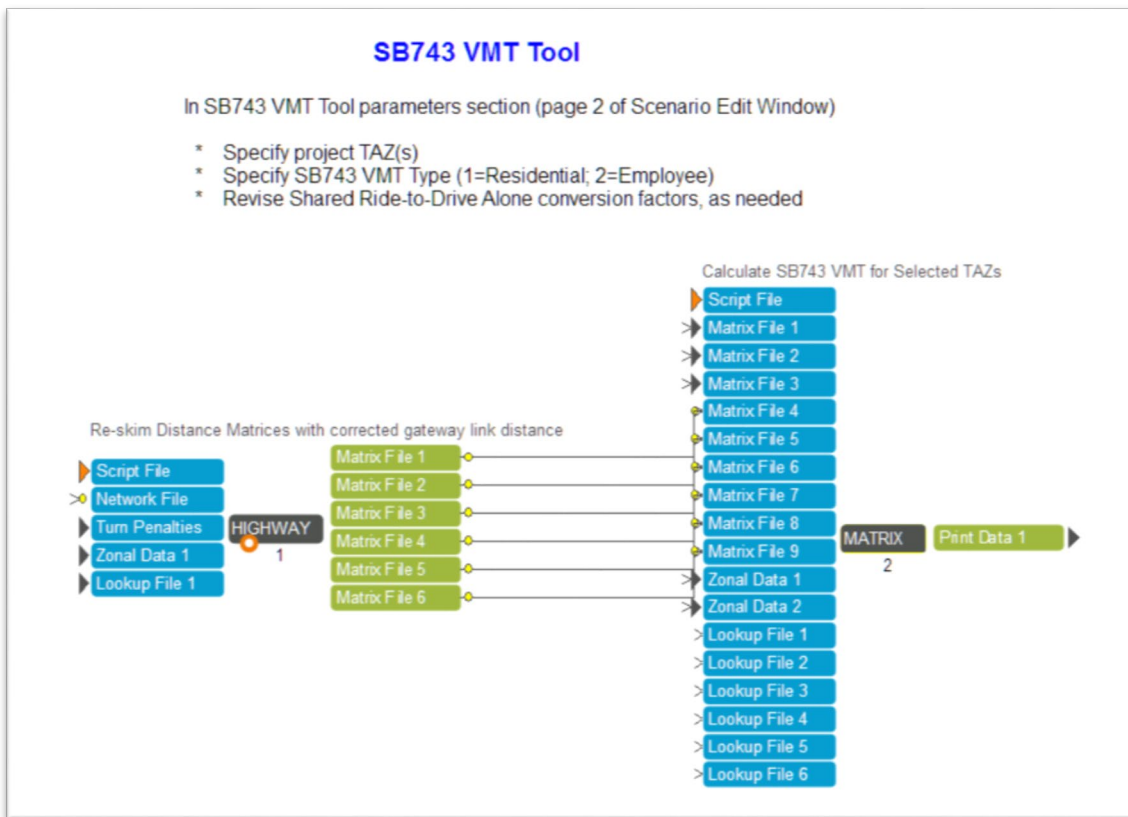 SB743 VMT Tool
In SB743 VMT Tool parameters section (page 2 of Scenario Edit Window)
* Specify project TAZ(s)
* Specify SB743 VMT Type (1=Residential; 2=Employee)
* Revise Shared Ride-to-Drive Alone conversion factors, as needed
Re-skim Distance Matrices with corrected gateway link distance
Script File
Network File
Turn Penalties
Zonal Data 1
Lookup File 1
HIGHWAY
1
Matrix File 1
Matrix File 2
Matrix File 3
Matrix File 4
Matrix File 5
Matrix File 6
Calculate SB743 VMT for Selected TAZs
Script File
Matrix File 1
Matrix File 2
Matrix File 3
Matrix File 4
Matrix File 5
Matrix File 6
Matrix File 7
Matrix File 8
Matrix File 9
Zonal Data 1
Zonal Data 2
Lookup File 1
Lookup File 2
Lookup File 3
Lookup File 4
Lookup File 5
Lookup File 6
MATRIX
2
Print Data 1